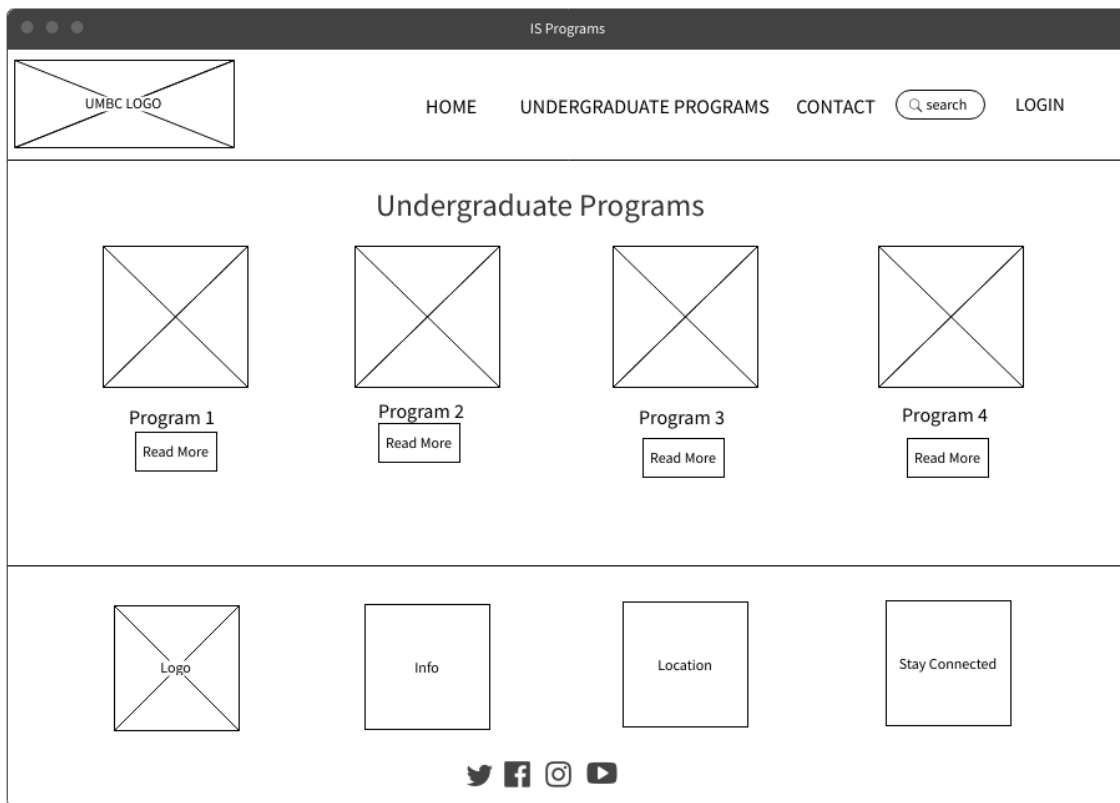 IS Programs
UMBC LOGO
HOME UNDERGRADUATE PROGRAMS CONTACT search LOGIN
Undergraduate Programs
Program 1 Program 2 Program 3 Program 4
Read More Read More Read More Read More
Logo Info Location Stay Connected